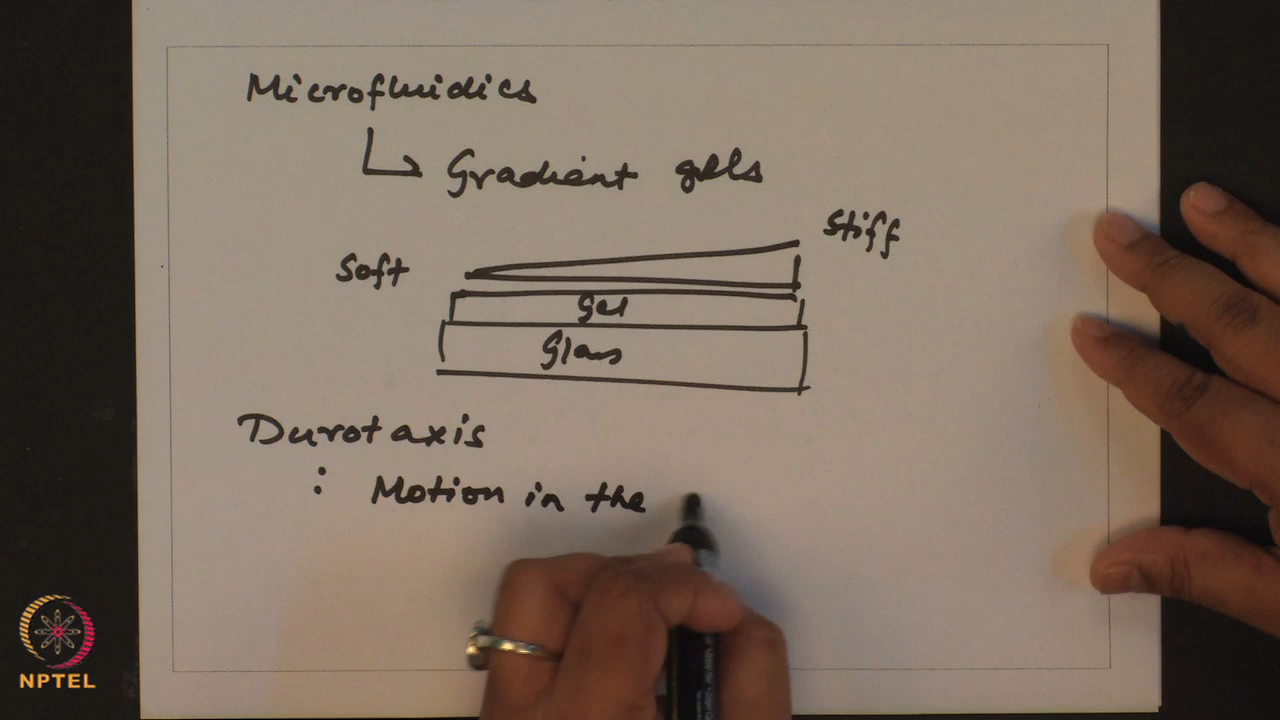 Microfluidics
Gradient gels
Soft
Stiff
Gel
Glass
Durotaxis
: Motion in the
NPTEL